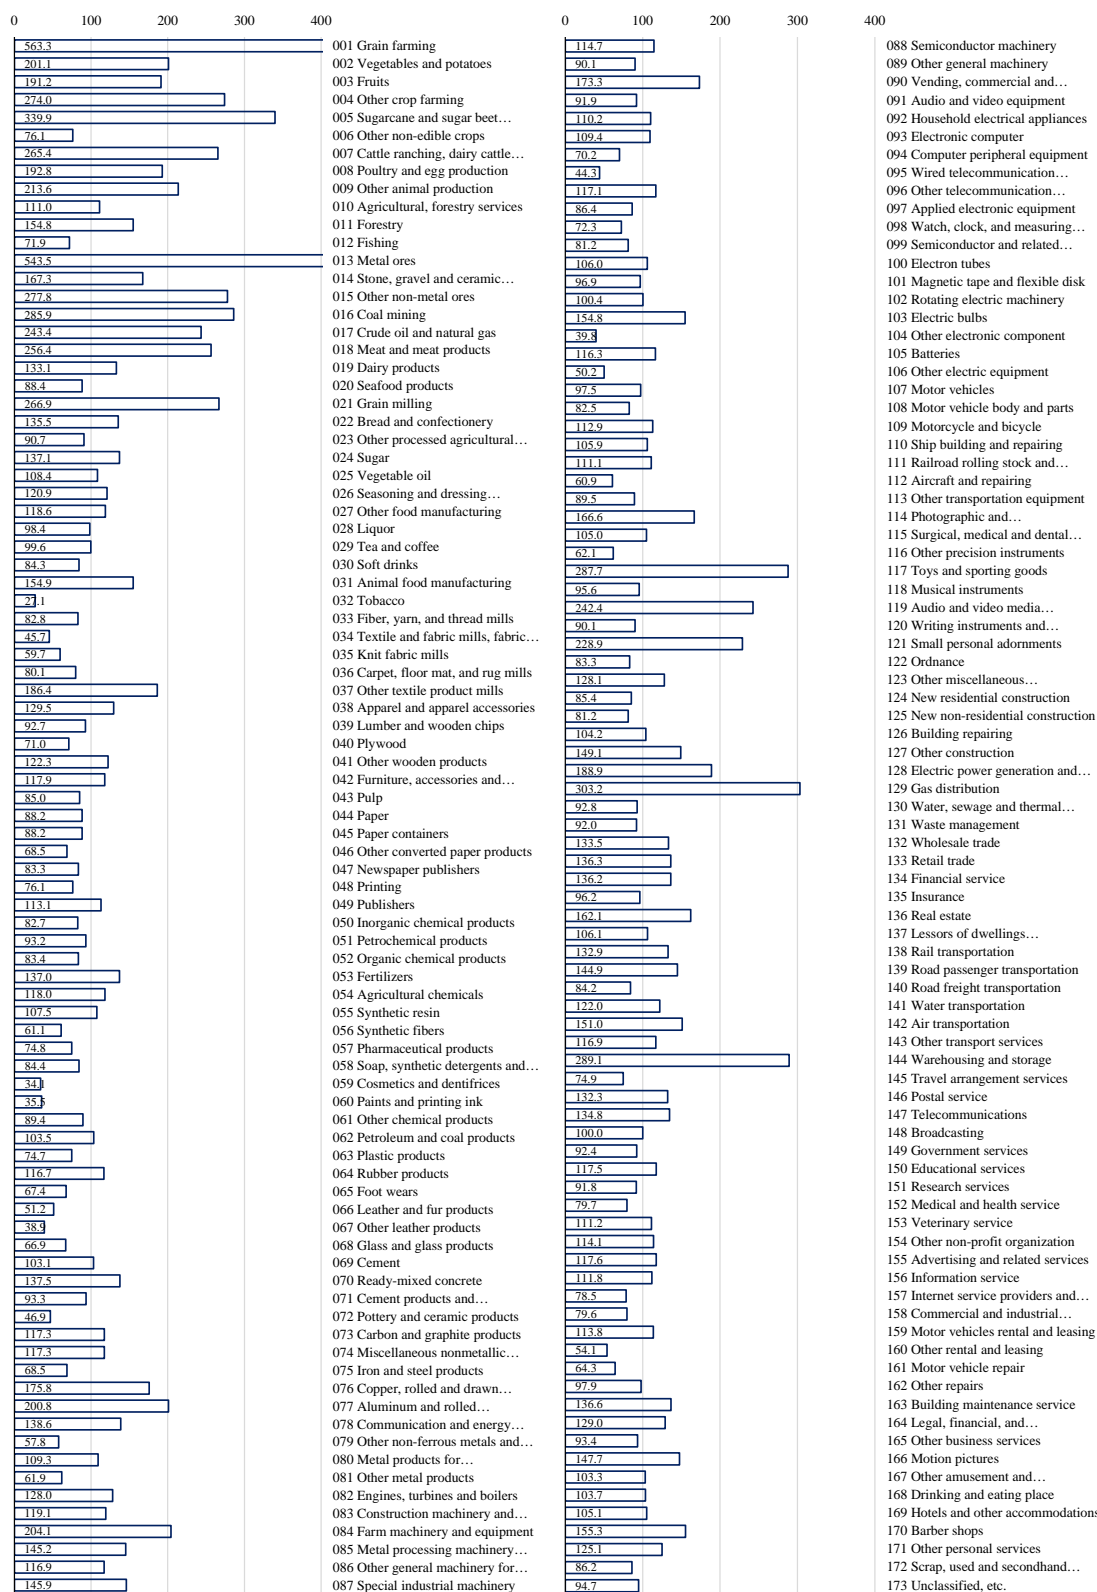 0 100 200 300 400
563.3 001 Grain farming
201.1 002 Vegetables and potatoes
191.2 003 Fruits
274.0 004 Other crop farming
339.9 005 Sugarcane and sugar beet…
76.1 006 Other non-edible crops
265.4 007 Cattle ranching, dairy cattle…
192.8 008 Poultry and egg production
213.6 009 Other animal production
111.0 010 Agricultural, forestry services
154.8 011 Forestry
71.9 012 Fishing
543.5 013 Metal ores
167.3 014 Stone, gravel and ceramic…
277.8 015 Other non-metal ores
285.9 016 Coal mining
243.4 017 Crude oil and natural gas
256.4 018 Meat and meat products
133.1 019 Dairy products
88.4 020 Seafood products
266.9 021 Grain milling
135.5 022 Bread and confectionery
90.7 023 Other processed agricultural…
137.1 024 Sugar
108.4 025 Vegetable oil
120.9 026 Seasoning and dressing…
118.6 027 Other food manufacturing
98.4 028 Liquor
99.6 029 Tea and coffee
84.3 030 Soft drinks
154.9 031 Animal food manufacturing
27.1 032 Tobacco
82.8 033 Fiber, yarn, and thread mills
45.7 034 Textile and fabric mills, fabric…
59.7 035 Knit fabric mills
80.1 036 Carpet, floor mat, and rug mills
186.4 037 Other textile product mills
129.5 038 Apparel and apparel accessories
92.7 039 Lumber and wooden chips
71.0 040 Plywood
122.3 041 Other wooden products
117.9 042 Furniture, accessories and…
85.0 043 Pulp
88.2 044 Paper
88.2 045 Paper containers
68.5 046 Other converted paper products
83.3 047 Newspaper publishers
76.1 048 Printing
113.1 049 Publishers
82.7 050 Inorganic chemical products
93.2 051 Petrochemical products
83.4 052 Organic chemical products
137.0 053 Fertilizers
118.0 054 Agricultural chemicals
107.5 055 Synthetic resin
61.1 056 Synthetic fibers
74.8 057 Pharmaceutical products
84.4 058 Soap, synthetic detergents and…
34.1 059 Cosmetics and dentifrices
35.5 060 Paints and printing ink
89.4 061 Other chemical products
103.5 062 Petroleum and coal products
74.7 063 Plastic products
116.7 064 Rubber products
67.4 065 Foot wears
51.2 066 Leather and fur products
38.9 067 Other leather products
66.9 068 Glass and glass products
103.1 069 Cement
137.5 070 Ready-mixed concrete
93.3 071 Cement products and…
46.9 072 Pottery and ceramic products
117.3 073 Carbon and graphite products
117.3 074 Miscellaneous nonmetallic…
68.5 075 Iron and steel products
175.8 076 Copper, rolled and drawn…
200.8 077 Aluminum and rolled…
138.6 078 Communication and energy…
57.8 079 Other non-ferrous metals and…
109.3 080 Metal products for…
61.9 081 Other metal products
128.0 082 Engines, turbines and boilers
119.1 083 Construction machinery and…
204.1 084 Farm machinery and equipment
145.2 085 Metal processing machinery…
116.9 086 Other general machinery for…
145.9 087 Special industrial machinery
0 100 200 300 400
114.7 088 Semiconductor machinery
90.1 089 Other general machinery
173.3 090 Vending, commercial and…
91.9 091 Audio and video equipment
110.2 092 Household electrical appliances
109.4 093 Electronic computer
70.2 094 Computer peripheral equipment
44.3 095 Wired telecommunication…
117.1 096 Other telecommunication…
86.4 097 Applied electronic equipment
72.3 098 Watch, clock, and measuring…
81.2 099 Semiconductor and related…
106.0 100 Electron tubes
96.9 101 Magnetic tape and flexible disk
100.4 102 Rotating electric machinery
154.8 103 Electric bulbs
39.8 104 Other electronic component
116.3 105 Batteries
50.2 106 Other electric equipment
97.5 107 Motor vehicles
82.5 108 Motor vehicle body and parts
112.9 109 Motorcycle and bicycle
105.9 110 Ship building and repairing
111.1 111 Railroad rolling stock and…
60.9 112 Aircraft and repairing
89.5 113 Other transportation equipment
166.6 114 Photographic and…
105.0 115 Surgical, medical and dental…
62.1 116 Other precision instruments
287.7 117 Toys and sporting goods
95.6 118 Musical instruments
242.4 119 Audio and video media…
90.1 120 Writing instruments and…
228.9 121 Small personal adornments
83.3 122 Ordnance
128.1 123 Other miscellaneous…
85.4 124 New residential construction
81.2 125 New non-residential construction
104.2 126 Building repairing
149.1 127 Other construction
188.9 128 Electric power generation and…
303.2 129 Gas distribution
92.8 130 Water, sewage and thermal…
92.0 131 Waste management
133.5 132 Wholesale trade
136.3 133 Retail trade
136.2 134 Financial service
96.2 135 Insurance
162.1 136 Real estate
106.1 137 Lessors of dwellings…
132.9 138 Rail transportation
144.9 139 Road passenger transportation
84.2 140 Road freight transportation
122.0 141 Water transportation
151.0 142 Air transportation
116.9 143 Other transport services
289.1 144 Warehousing and storage
74.9 145 Travel arrangement services
132.3 146 Postal service
134.8 147 Telecommunications
100.0 148 Broadcasting
92.4 149 Government services
117.5 150 Educational services
91.8 151 Research services
79.7 152 Medical and health service
111.2 153 Veterinary service
114.1 154 Other non-profit organization
117.6 155 Advertising and related services
111.8 156 Information service
78.5 157 Internet service providers and…
79.6 158 Commercial and industrial…
113.8 159 Motor vehicles rental and leasing
54.1 160 Other rental and leasing
64.3 161 Motor vehicle repair
97.9 162 Other repairs
136.6 163 Building maintenance service
129.0 164 Legal, financial, and…
93.4 165 Other business services
147.7 166 Motion pictures
103.3 167 Other amusement and…
103.7 168 Drinking and eating place
105.1 169 Hotels and other accommodations
155.3 170 Barber shops
125.1 171 Other personal services
86.2 172 Scrap, used and secondhand…
94.7 173 Unclassified, etc.